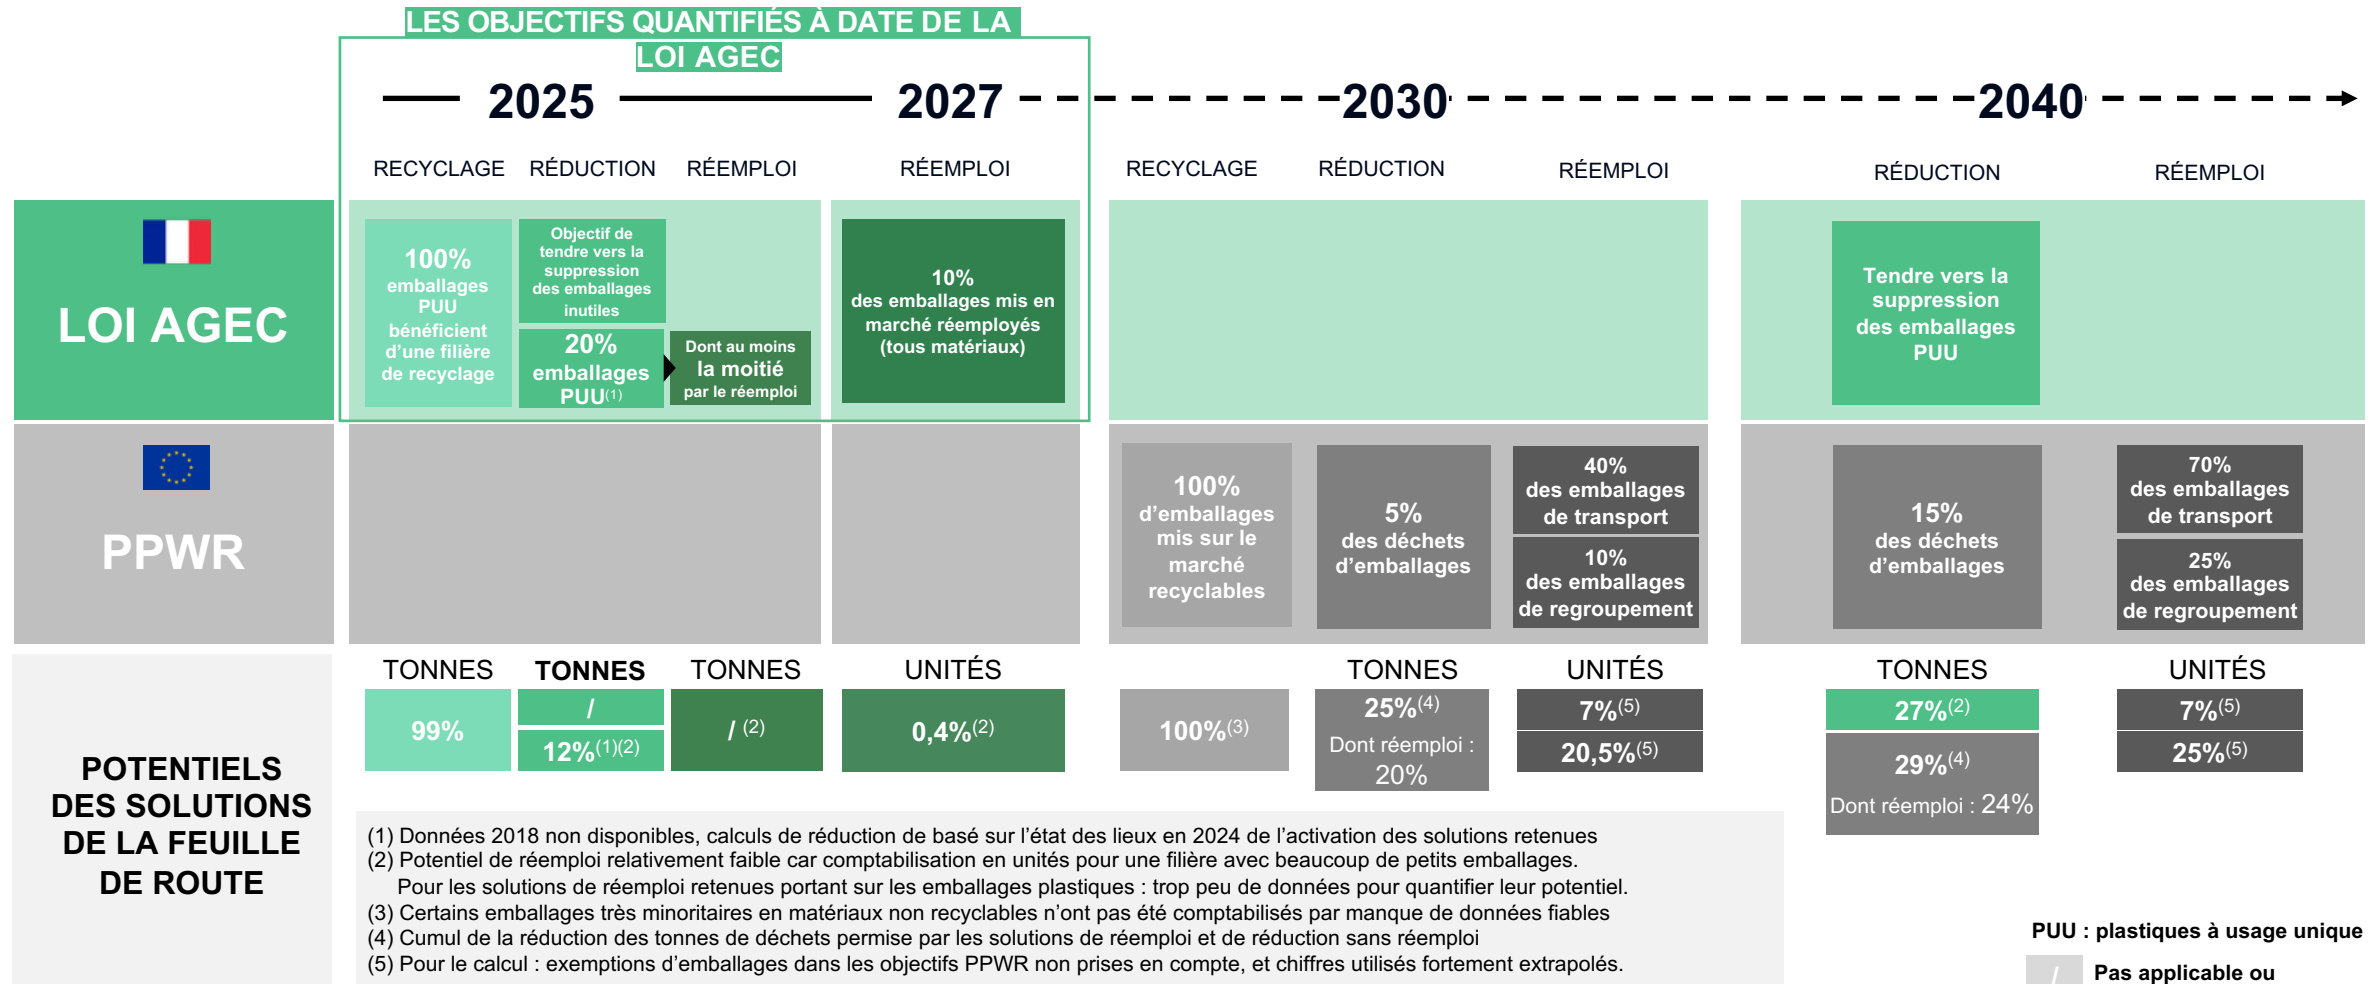 LES OBJECTIFS QUANTIFIÉS À DATE DE LA
LOI AGEC
2025
2027
2030
2040
RECYCLAGE
RÉDUCTION
RÉEMPLOI
RÉEMPLOI
RECYCLAGE
RÉDUCTION
RÉEMPLOI
RÉDUCTION
RÉEMPLOI
LOI AGEC
100%
emballages
PUU
bénéficient
d'une filière
de recyclage
Objectif de
tendre vers la
suppression
des emballages
inutiles
20%
emballages
PUU(1)
Dont au moins
la moitié
par le réemploi
10%
des emballages mis en
marché réemployés
(tous matériaux)
Tendre vers la
suppression
des emballages
PUU
PPWR
100%
d'emballages
mis sur le
marché
recyclables
5%
des déchets
d'emballages
40%
des emballages
de transport
10%
des emballages
de regroupement
15%
des déchets
d'emballages
70%
des emballages
de transport
25%
des emballages
de regroupement
POTENTIELS
DES SOLUTIONS
DE LA FEUILLE
DE ROUTE
TONNES
99%
TONNES
/
12%(1)(2)
TONNES
/ (2)
UNITÉS
0,4%(2)
100%(3)
TONNES
25%(4)
Dont réemploi :
20%
UNITÉS
7%(5)
20,5%(5)
TONNES
27%(2)
29%(4)
Dont réemploi : 24%
UNITÉS
7%(5)
25%(5)
(1) Données 2018 non disponibles, calculs de réduction de basé sur l'état des lieux en 2024 de l'activation des solutions retenues
(2) Potentiel de réemploi relativement faible car comptabilisation en unités pour une filière avec beaucoup de petits emballages.
Pour les solutions de réemploi retenues portant sur les emballages plastiques : trop peu de données pour quantifier leur potentiel.
(3) Certains emballages très minoritaires en matériaux non recyclables n'ont pas été comptabilisés par manque de données fiables
(4) Cumul de la réduction des tonnes de déchets permise par les solutions de réemploi et de réduction sans réemploi
(5) Pour le calcul : exemptions d'emballages dans les objectifs PPWR non prises en compte, et chiffres utilisés fortement extrapolés.
PUU : plastiques à usage unique
/
Pas applicable ou